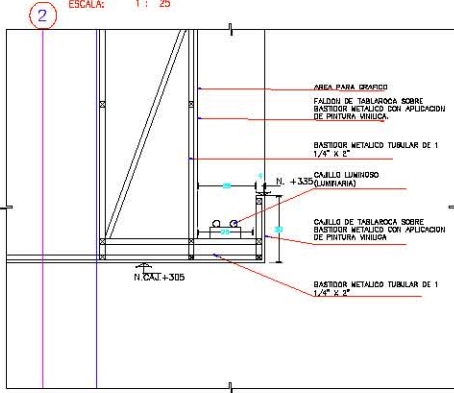 ESCALA: 1 : 25
2
AREA PARA GRAFICO
FALDON DE TABLAROCA SOBRE
BASTIDOR METALICO CON APLICACION
DE PINTURA VINILICA.
BASTIDOR METALICO TUBULAR DE 1
1/4" X 2"
CAJILLO LUMINOSO
(LUMINARIA)
N. +335
CAJILLO DE TABLAROCA SOBRE
BASTIDOR METALICO CON APLICACION
DE PINTURA VINILICA
N.CAJ.+305
BASTIDOR METALICO TUBULAR DE 1
1/4" X 2"